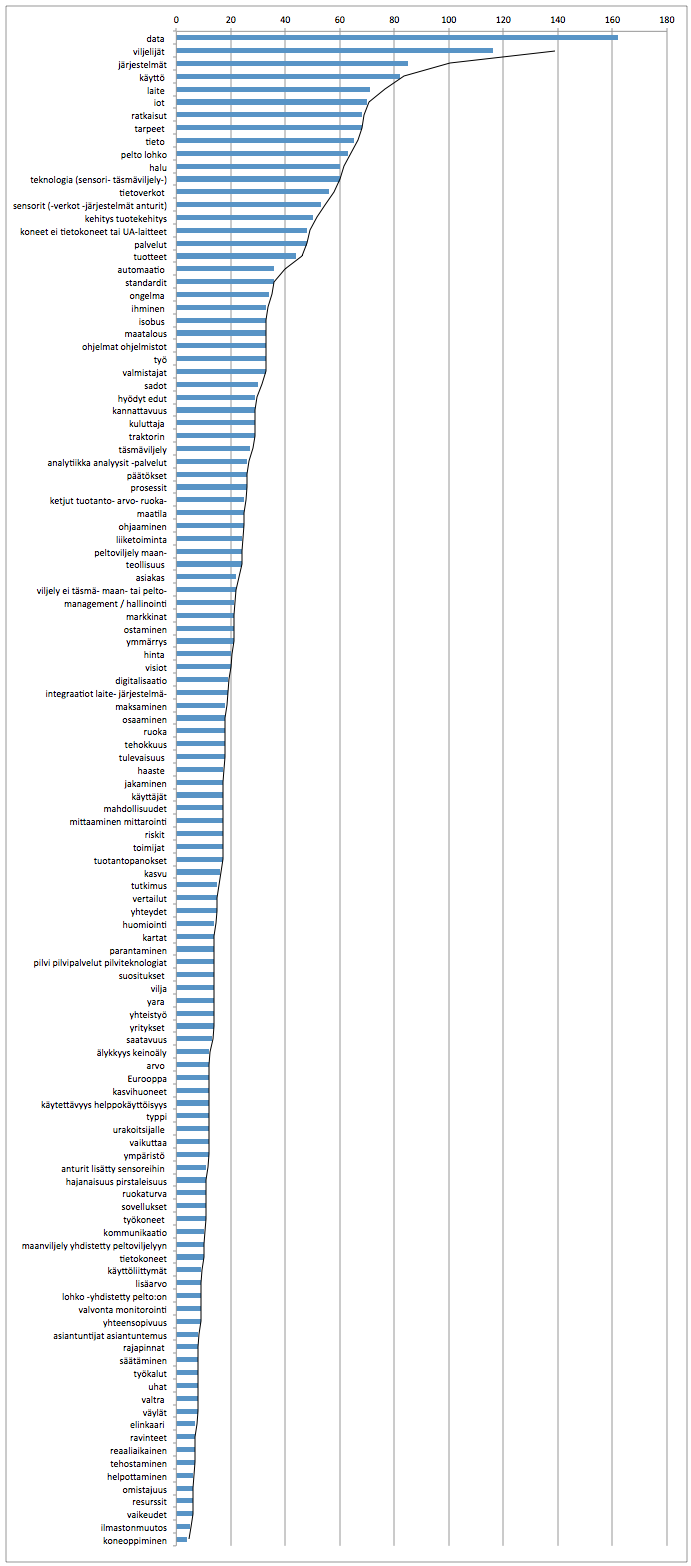 0 20 40 60 80 100 120 140 160 180
data
viljelijät
järjestelmät
käyttö
laite
iot
ratkaisut
tarpeet
tieto
pelto lohko
halu
teknologia (sensori- täsmäviljely-)
tietoverkot
sensorit (-verkot -järjestelmät anturit)
kehitys tuotekehitys
koneet ei tietokoneet tai UA-laitteet
palvelut
tuotteet
automaatio
standardit
ongelma
ihminen
isobus
maatalous
ohjelmat ohjelmistot
työ
valmistajat
sadot
hyödyt edut
kannattavuus
kuluttaja
traktorin
täsmäviljely
analytiikka analyysit -palvelut
päätökset
prosessit
ketjut tuotanto- arvo- ruoka-
maatila
ohjaaminen
liiketoiminta
peltoviljely maan-
teollisuus
asiakas
viljely ei täsmä- maan- tai pelto-
management / hallinointi
markkinat
ostaminen
ymmärrys
hinta
visiot
digitalisaatio
integraatiot laite- järjestelmä-
maksaminen
osaaminen
ruoka
tehokkuus
tulevaisuus
haaste
jakaminen
käyttäjät
mahdollisuudet
mittaaminen mittarointi
riskit
toimijat
tuotantopanokset
kasvu
tutkimus
vertailut
yhteydet
huomiointi
kartat
parantaminen
pilvi pilvipalvelut pilviteknologiat
suositukset
vilja
yara
yhteistyö
yritykset
saatavuus
älykkyys keinoäly
arvo
Eurooppa
kasvihuoneet
käytettävyys helppokäyttöisyys
typpi
urakoitsijalle
vaikuttaa
ympäristö
anturit lisätty sensoreihin
hajanaisuus pirstaleisuus
ruokaturva
sovellukset
työkoneet
kommunikaatio
maanviljely yhdistetty peltoviljelyyn
tietokoneet
käyttöliittymät
lisäarvo
lohko -yhdistetty pelto:on
valvonta monitorointi
yhteensopivuus
asiantuntijat asiantuntemus
rajapinnat
säätäminen
työkalut
uhat
valtra
väylät
elinkaari
ravinteet
reaaliaikainen
tehostaminen
helpottaminen
omistajuus
resurssit
vaikeudet
ilmastonmuutos
koneoppiminen